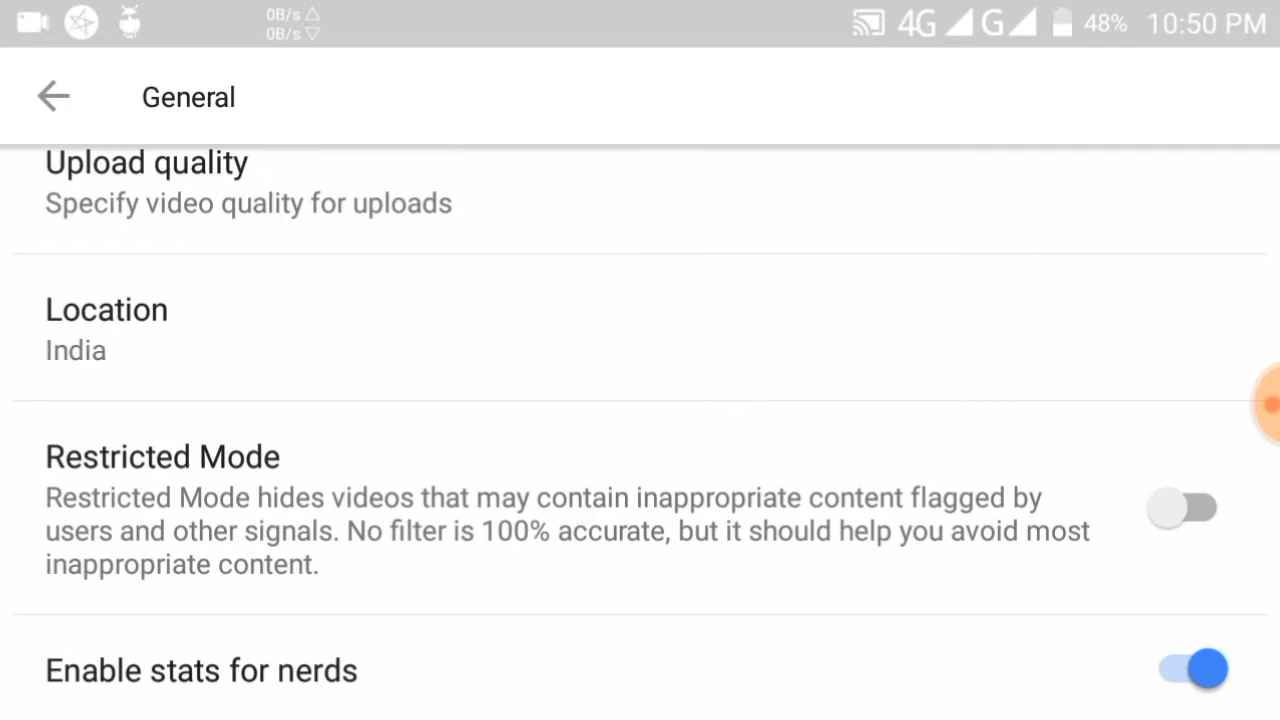 0B/s △
0B/s ▽
4G G 48% 10:50 PM
General
Upload quality
Specify video quality for uploads
Location
India
Restricted Mode
Restricted Mode hides videos that may contain inappropriate content flagged by
users and other signals. No filter is 100% accurate, but it should help you avoid most
inappropriate content.
Enable stats for nerds